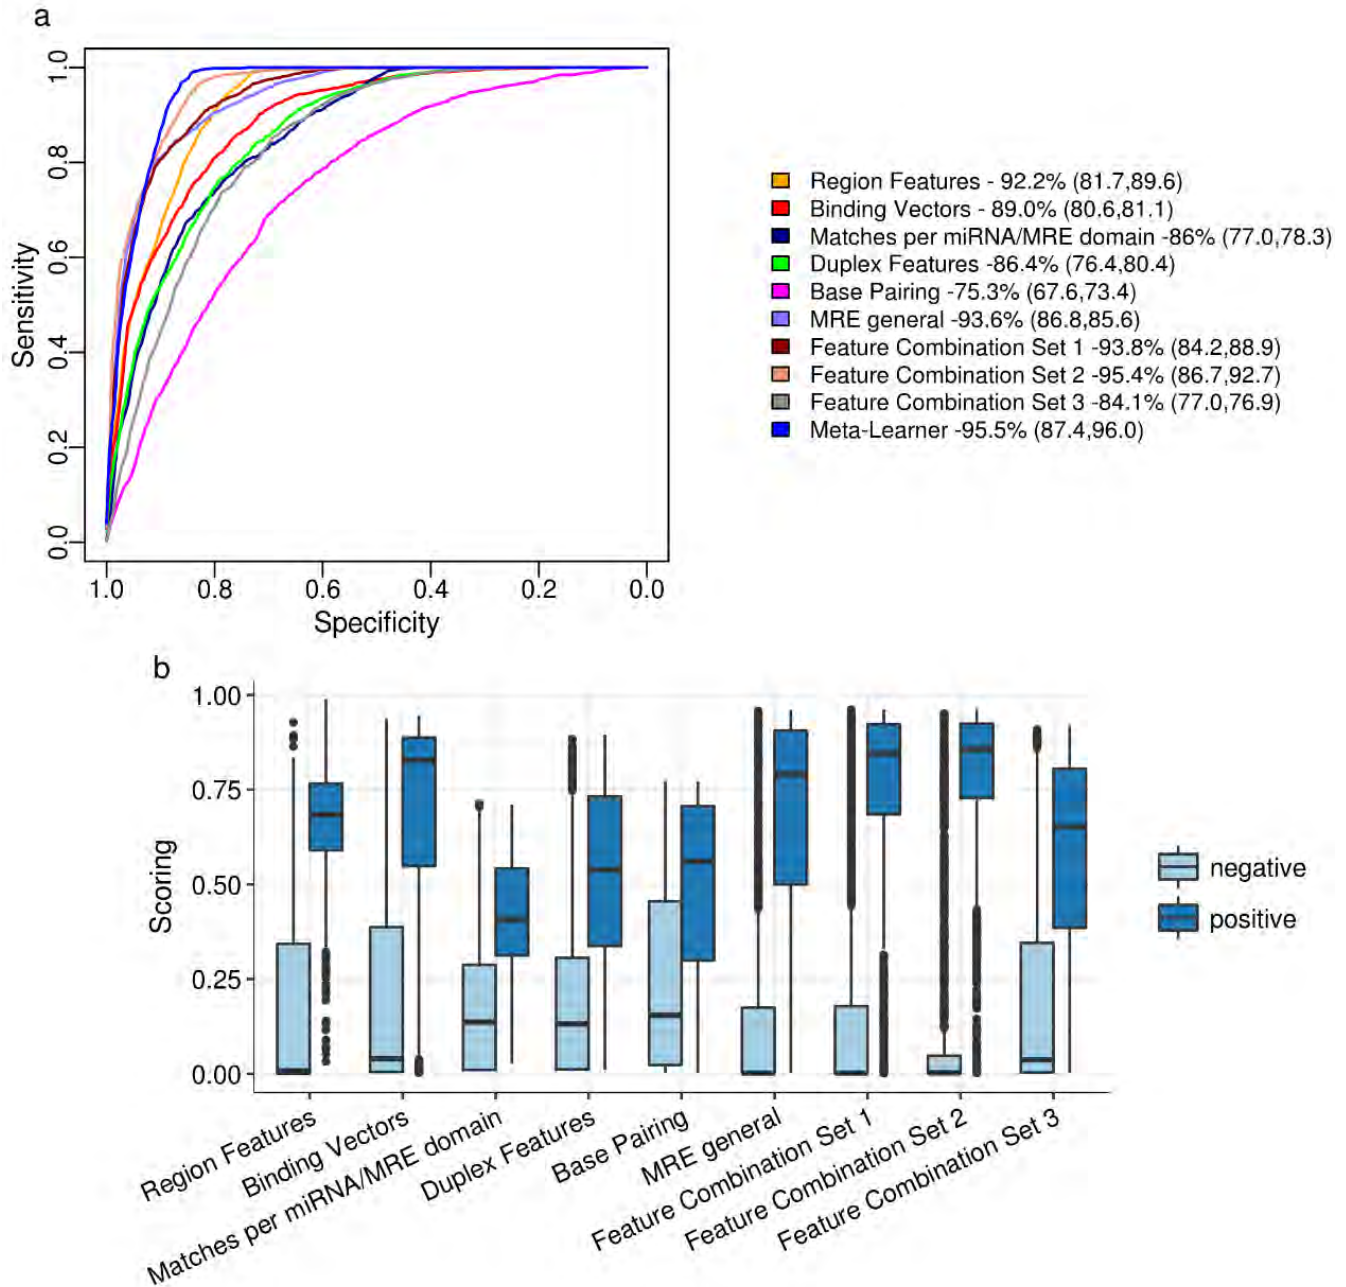 a
1.0
0.8
0.6
0.4
0.2
0.0
Sensitivity
1.0 0.8 0.6 0.4 0.2 0.0
Specificity
Region Features - 92.2% (81.7,89.6)
Binding Vectors - 89.0% (80.6,81.1)
Matches per miRNA/MRE domain -86% (77.0,78.3)
Duplex Features -86.4% (76.4,80.4)
Base Pairing -75.3% (67.6,73.4)
MRE general -93.6% (86.8,85.6)
Feature Combination Set 1 -93.8% (84.2,88.9)
Feature Combination Set 2 -95.4% (86.7,92.7)
Feature Combination Set 3 -84.1% (77.0,76.9)
Meta-Learner -95.5% (87.4,96.0)
b
1.00
0.75
0.50
0.25
0.00
Scoring
negative
positive
Region Features
Binding Vectors
Matches per miRNA/MRE domain
Duplex Features
Base Pairing
MRE general
Feature Combination Set 1
Feature Combination Set 2
Feature Combination Set 3